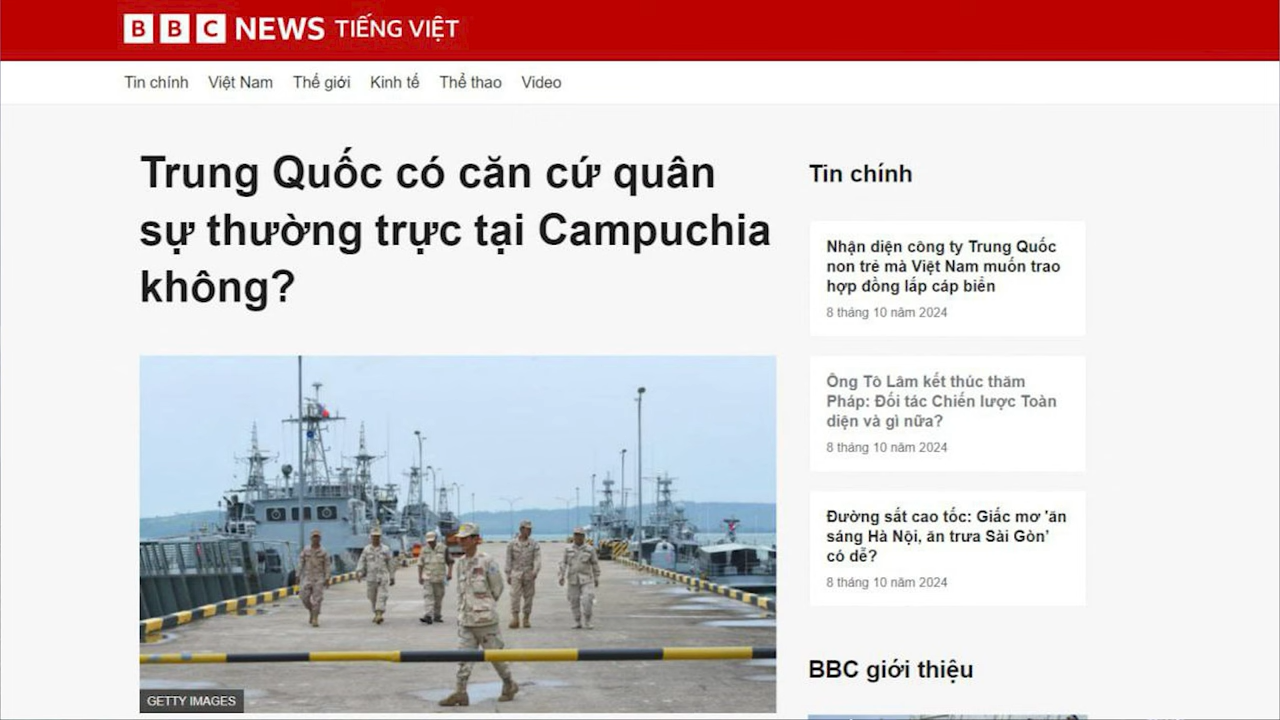 BBC NEWS TIẾNG VIỆT
Tin chính Việt Nam Thế giới Kinh tế Thể thao Video
Trung Quốc có căn cứ quân
sự thường trực tại Campuchia
không?
GETTY IMAGES
Tin chính
Nhận diện công ty Trung Quốc
non trẻ mà Việt Nam muốn trao
hợp đồng lắp cáp biển
8 tháng 10 năm 2024
Ông Tô Lâm kết thúc thăm
Pháp: Đối tác Chiến lược Toàn
diện và gì nữa?
8 tháng 10 năm 2024
Đường sắt cao tốc: Giấc mơ 'ăn
sáng Hà Nội, ăn trưa Sài Gòn'
có dễ?
8 tháng 10 năm 2024
BBC giới thiệu